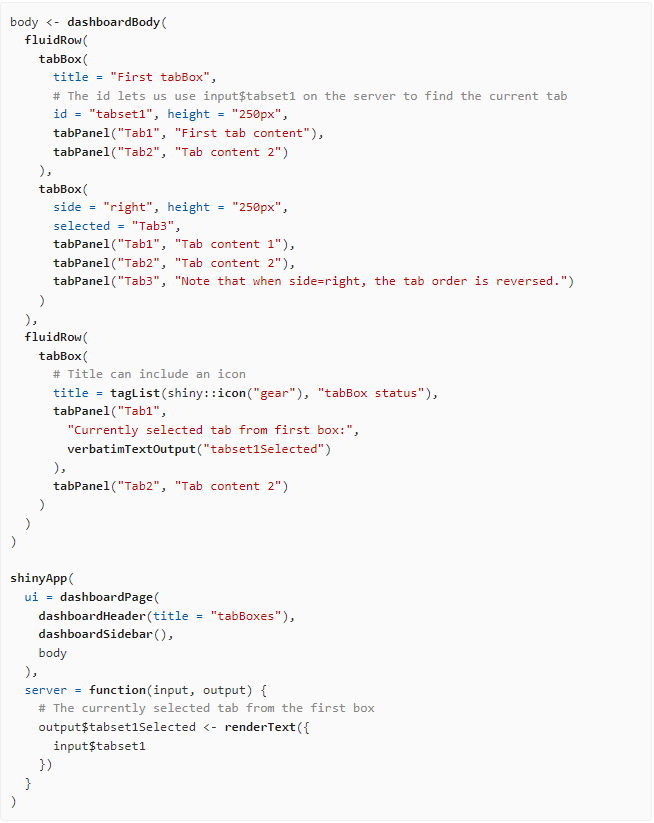 body <- dashboardBody(
  fluidRow(
    tabBox(
      title = "First tabBox",
      # The id lets us use input$tabset1 on the server to find the current tab
      id = "tabset1", height = "250px",
      tabPanel("Tab1", "First tab content"),
      tabPanel("Tab2", "Tab content 2")
    ),
    tabBox(
      side = "right", height = "250px",
      selected = "Tab3",
      tabPanel("Tab1", "Tab content 1"),
      tabPanel("Tab2", "Tab content 2"),
      tabPanel("Tab3", "Note that when side=right, the tab order is reversed.")
    )
  ),
  fluidRow(
    tabBox(
      # Title can include an icon
      title = tagList(shiny::icon("gear"), "tabBox status"),
      tabPanel("Tab1",
        "Currently selected tab from first box:",
        verbatimTextOutput("tabset1Selected")
      ),
      tabPanel("Tab2", "Tab content 2")
    )
  )
)

shinyApp(
  ui = dashboardPage(
    dashboardHeader(title = "tabBoxes"),
    dashboardSidebar(),
    body
  ),
  server = function(input, output) {
    # The currently selected tab from the first box
    output$tabset1Selected <- renderText({
      input$tabset1
    })
  }
)